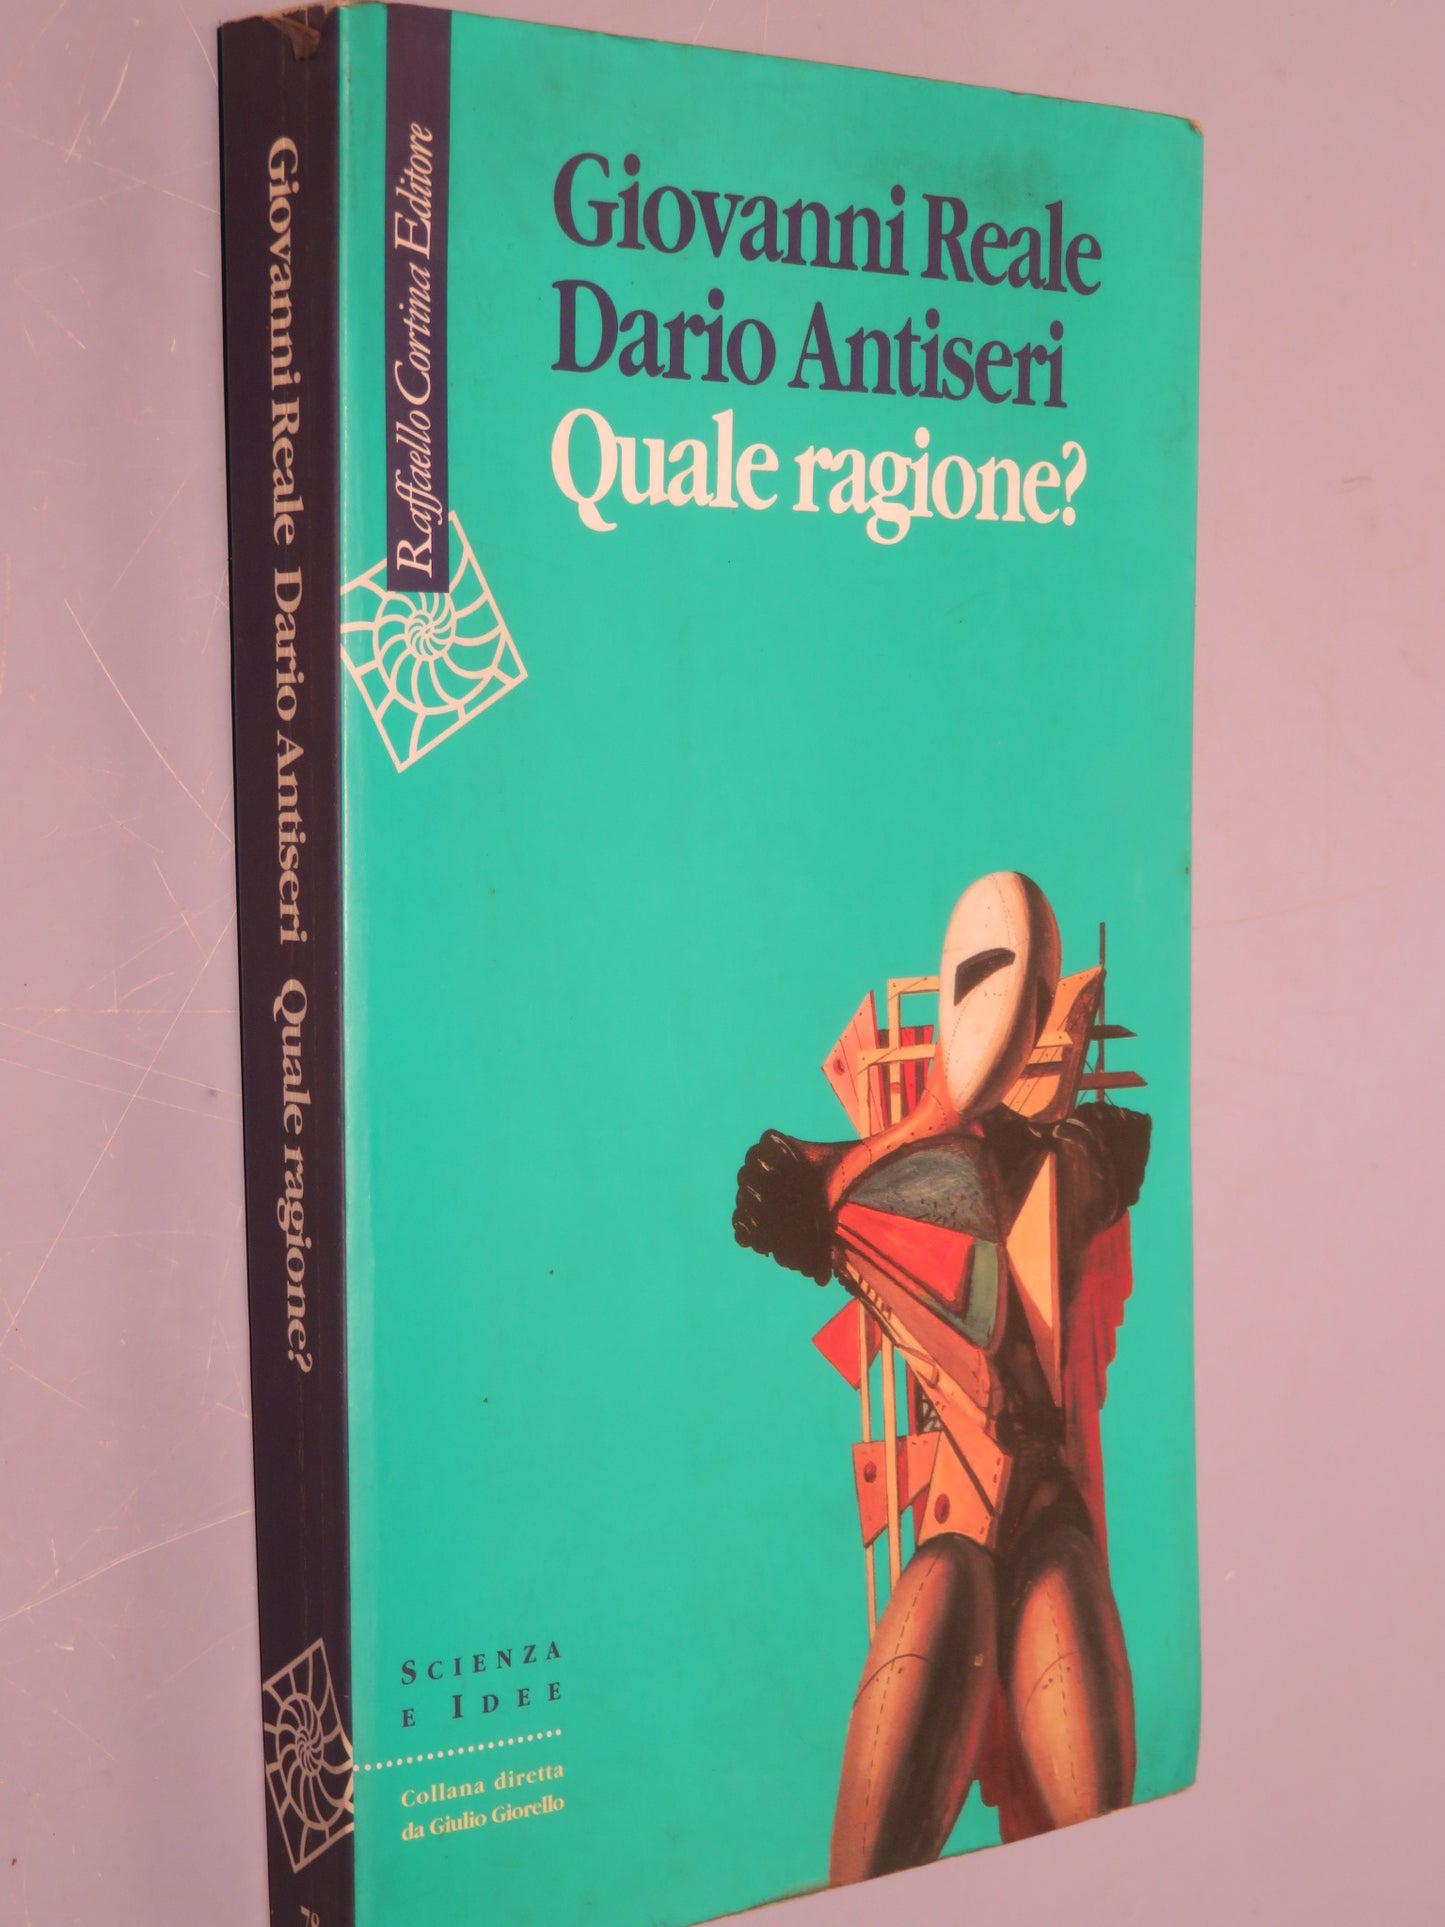 Giovanni Reale Dario Antiseri Quale ragione?
78
Raffaello Cortina Editore
Giovanni Reale
Dario Antiseri
Quale ragione?
SCIENZA
E IDEE
Collana diretta
da Giulio Giorello